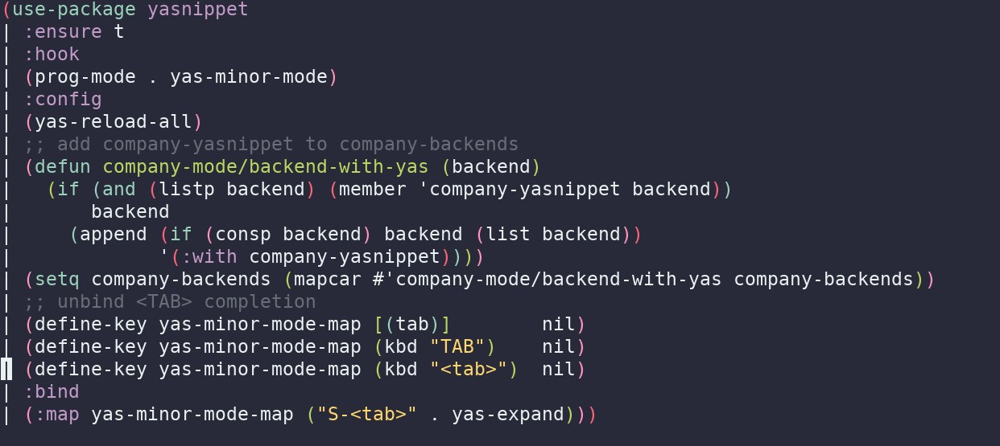 (use-package yasnippet
| :ensure t
| :hook
| (prog-mode . yas-minor-mode)
| :config
| (yas-reload-all)
| ;; add company-yasnippet to company-backends
| (defun company-mode/backend-with-yas (backend)
|   (if (and (listp backend) (member 'company-yasnippet backend))
|       backend
|     (append (if (consp backend) backend (list backend))
|             '(:with company-yasnippet))))
| (setq company-backends (mapcar #'company-mode/backend-with-yas company-backends))
| ;; unbind <TAB> completion
| (define-key yas-minor-mode-map [(tab)]        nil)
| (define-key yas-minor-mode-map (kbd "TAB")    nil)
| (define-key yas-minor-mode-map (kbd "<tab>")  nil)
| :bind
| (:map yas-minor-mode-map ("S-<tab>" . yas-expand)))